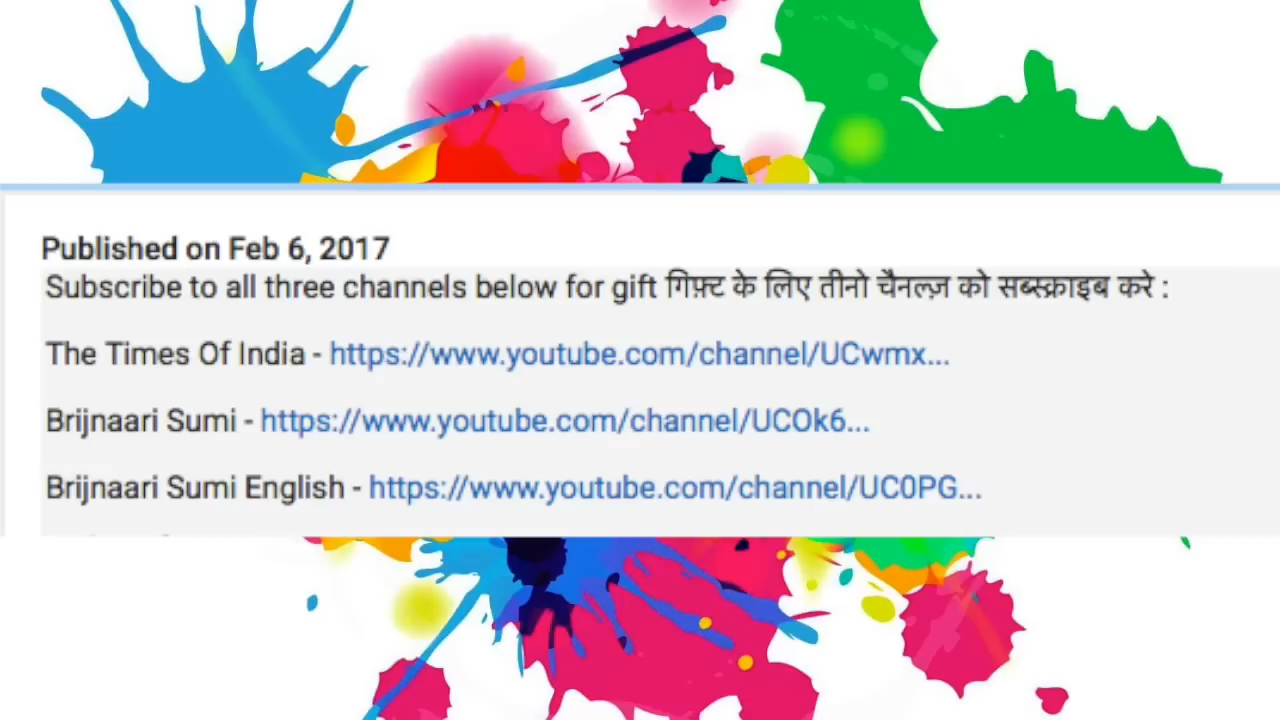 Published on Feb 6, 2017
Subscribe to all three channels below for gift गिफ़्ट के लिए तीनो चैनल्ज़ को सब्स्क्राइब करे :
The Times Of India - https://www.youtube.com/channel/UCwmx...
Brijnaari Sumi - https://www.youtube.com/channel/UCOk6...
Brijnaari Sumi English - https://www.youtube.com/channel/UC0PG...